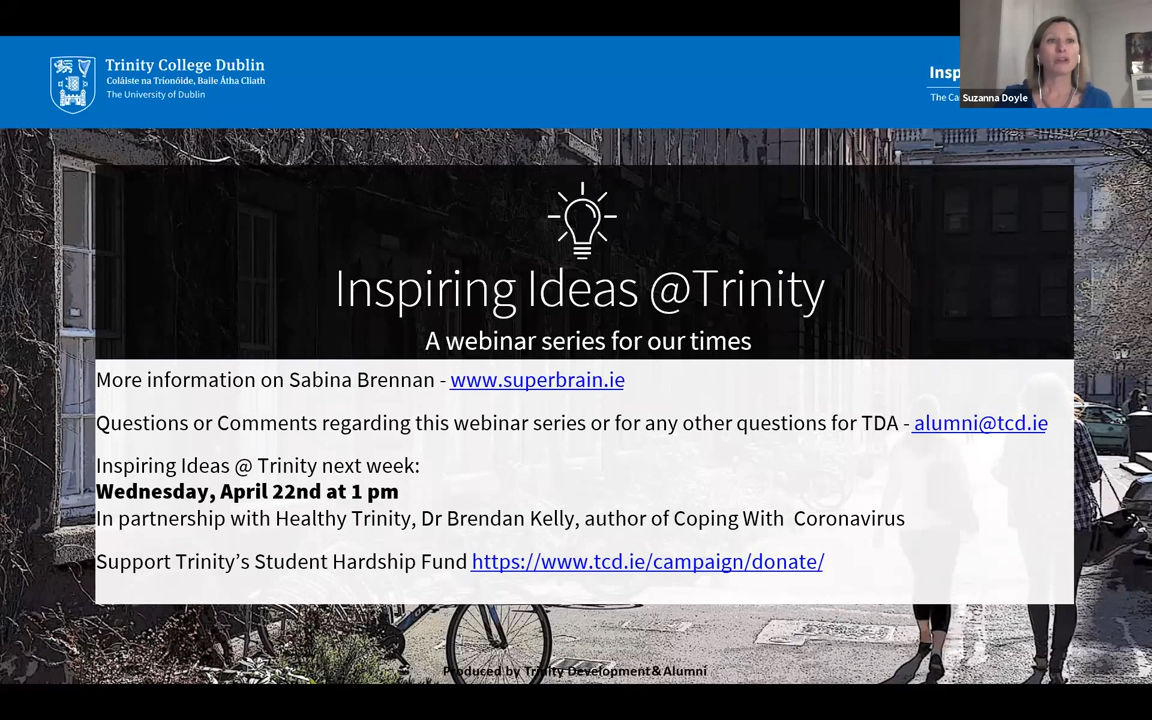 Trinity College Dublin
Coláiste na Tríonóide, Baile Átha Cliath
The University of Dublin
Insp
The Ca
Suzanna Doyle
Inspiring Ideas @Trinity
A webinar series for our times
More information on Sabina Brennan - www.superbrain.ie
Questions or Comments regarding this webinar series or for any other questions for TDA - alumni@tcd.ie
Inspiring Ideas @ Trinity next week:
Wednesday, April 22nd at 1 pm
In partnership with Healthy Trinity, Dr Brendan Kelly, author of Coping With  Coronavirus
Support Trinity’s Student Hardship Fund https://www.tcd.ie/campaign/donate/
Produced by Trinity Development & Alumni